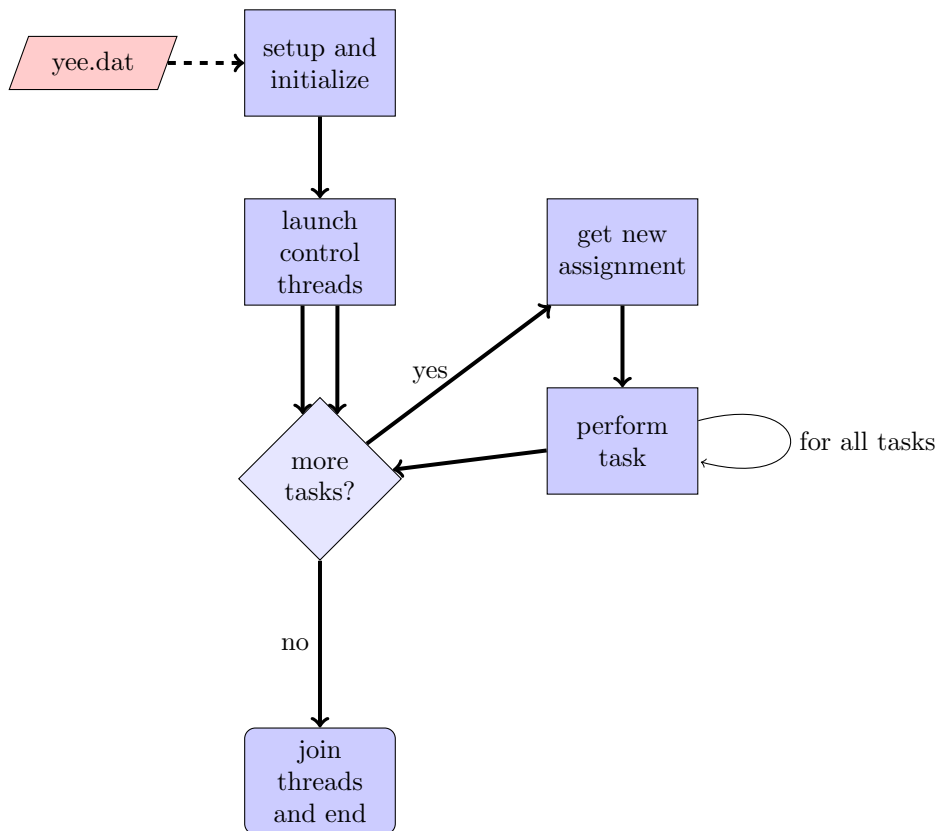 yee.dat
setup and
initialize
launch
control
threads
get new
assignment
yes
perform
task
for all tasks
more
tasks?
no
join
threads
and end